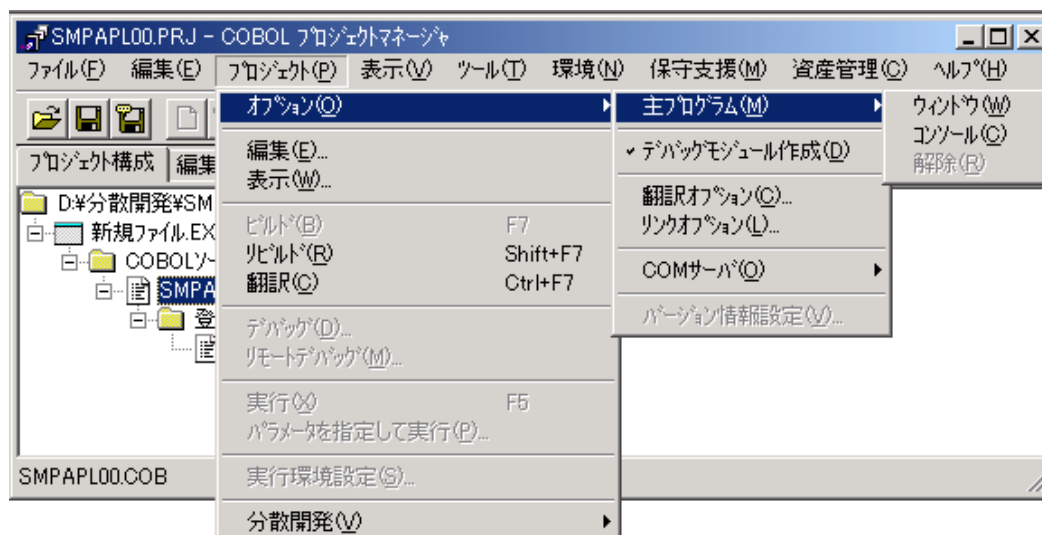 SMPAPL00.PRJ - COBOL プロジェクトマネージャ
ファイル(F) 編集(E) プロジェクト(P) 表示(V) ツール(T) 環境(N) 保守支援(M) 資産管理(C) ヘルプ(H)
オプション(O)
主プログラム(M)
ウィンドウ(W)
コンソール(C)
解除(R)
デバッグモジュール作成(D)
翻訳オプション(C)...
リンクオプション(L)...
COMサーバ(O)
バージョン情報設定(V)...
編集(E)...
表示(W)...
ビルド(B) F7
リビルド(R) Shift+F7
翻訳(C) Ctrl+F7
デバッグ(D)...
リモートデバッグ(M)...
実行(X) F5
パラメータを指定して実行(P)...
実行環境設定(S)...
分散開発(V)
プロジェクト構成 編集
D:¥分散開発¥SM
新規ファイル.EX
COBOLソー
SMPA
登
SMPAPL00.COB